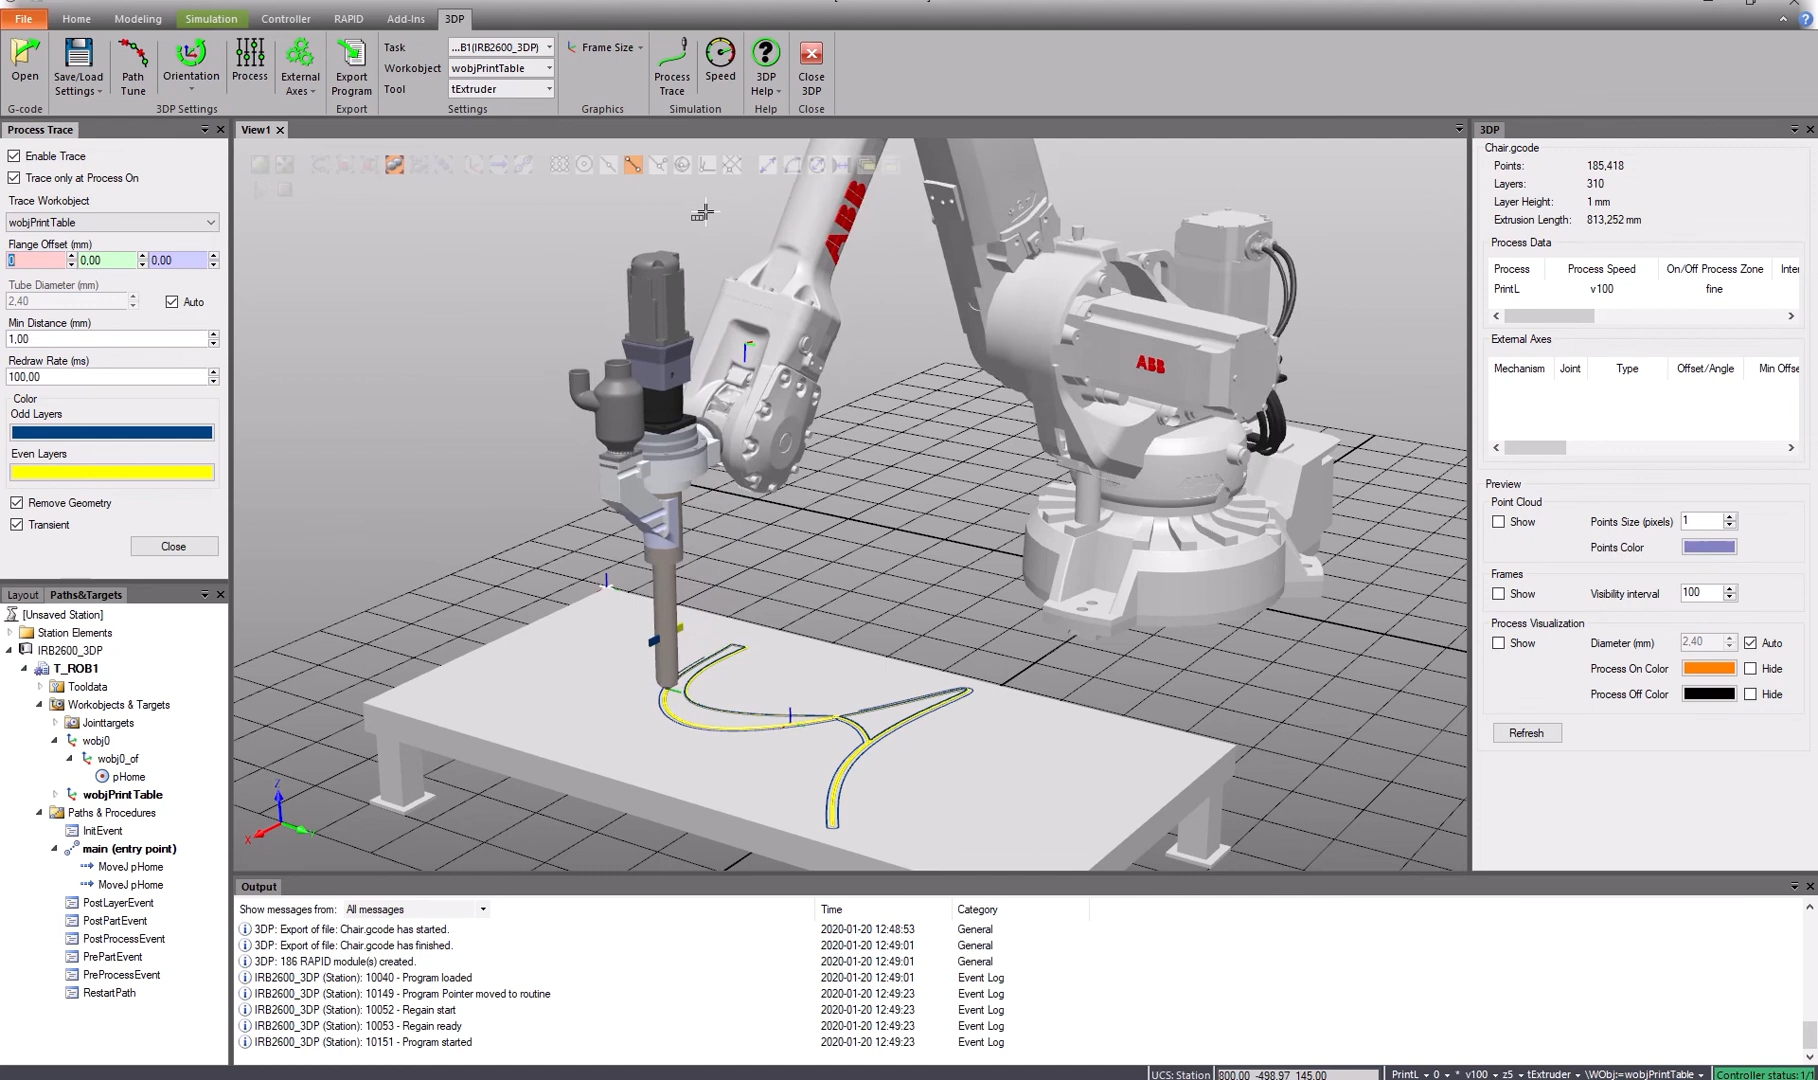 File Home Modeling Simulation Controller RAPID Add-Ins 3DP
Open Save/Load Settings Path Tune Orientation Process External Axes Export Program
Task ...B1(IRB2600_3DP) Frame Size
Workobject wobjPrintTable
Tool tExtruder
Process Trace Speed 3DP Help Close 3DP
G-code 3DP Settings Export Settings Graphics Simulation Help Close
Process Trace
Enable Trace
Trace only at Process On
Trace Workobject
wobjPrintTable
Flange Offset (mm)
0 0,00 0,00
Tube Diameter (mm)
2,40 Auto
Min Distance (mm)
1,00
Redraw Rate (ms)
100,00
Color
Odd Layers
Even Layers
Remove Geometry
Transient
Close
Layout Paths&Targets
[Unsaved Station]
Station Elements
IRB2600_3DP
T_ROB1
Tooldata
Workobjects & Targets
Jointtargets
wobj0
wobj0_of
pHome
wobjPrintTable
Paths & Procedures
InitEvent
main (entry point)
MoveJ pHome
MoveJ pHome
PostLayerEvent
PostPartEvent
PostProcessEvent
PrePartEvent
PreProcessEvent
RestartPath
View1
ABB
ABB
Z
X
Output
Show messages from: All messages Time Category
3DP: Export of file: Chair.gcode has started. 2020-01-20 12:48:53 General
3DP: Export of file: Chair.gcode has finished. 2020-01-20 12:49:01 General
3DP: 186 RAPID module(s) created. 2020-01-20 12:49:01 General
IRB2600_3DP (Station): 10040 - Program loaded 2020-01-20 12:49:01 Event Log
IRB2600_3DP (Station): 10149 - Program Pointer moved to routine 2020-01-20 12:49:23 Event Log
IRB2600_3DP (Station): 10052 - Regain start 2020-01-20 12:49:23 Event Log
IRB2600_3DP (Station): 10053 - Regain ready 2020-01-20 12:49:23 Event Log
IRB2600_3DP (Station): 10151 - Program started 2020-01-20 12:49:23 Event Log
3DP
Chair.gcode
Points: 185,418
Layers: 310
Layer Height: 1 mm
Extrusion Length: 813,252 mm
Process Data
Process Process Speed On/Off Process Zone Inter
PrintL v100 fine
External Axes
Mechanism Joint Type Offset/Angle Min Offse
Preview
Point Cloud
Show Points Size (pixels) 1
Points Color
Frames
Show Visibility interval 100
Process Visualization
Show Diameter (mm) 2,40 Auto
Process On Color Hide
Process Off Color Hide
Refresh
UCS: Station 800.00 -498.97 145.00 PrintL 0 * v100 z5 tExtruder \WObj:=wobjPrintTable Controller status: 1/1